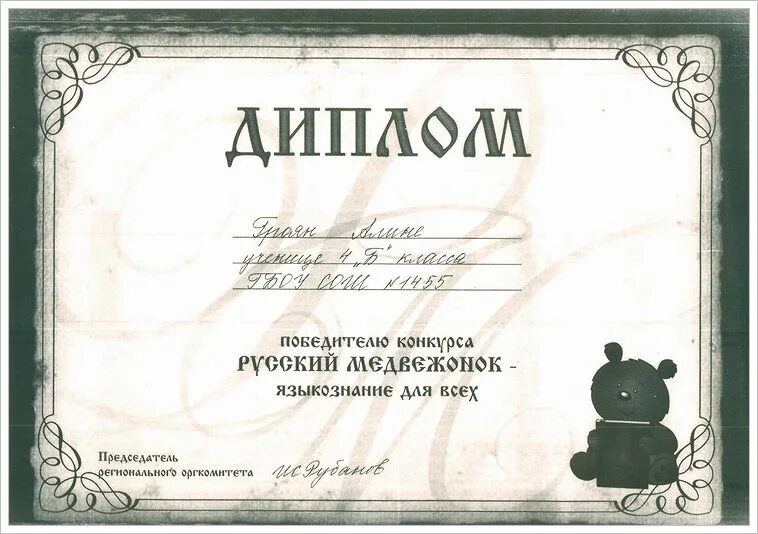 ДИПЛОМ
Гроян Алине
ученице 4 „Б" класса
ГБОУ СОШ №1455
победителю конкурса
РУССКИЙ МЕДВЕЖОНОК -
языкознание для всех
Председатель
регионального оргкомитета
ИС Рубанов